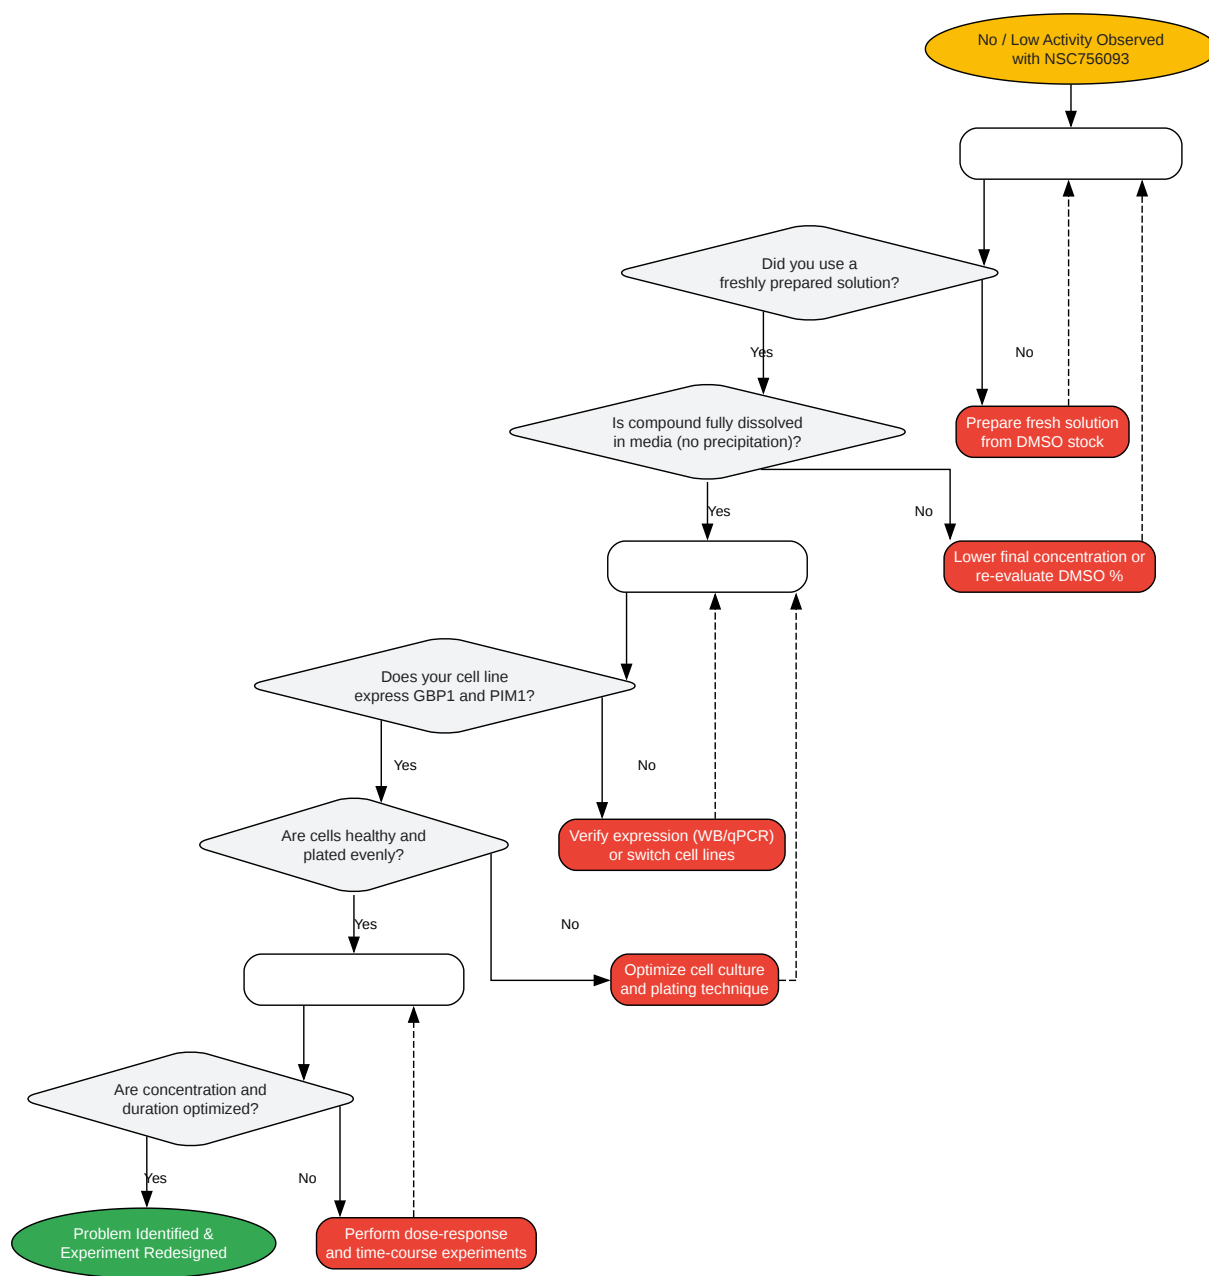 No / Low Activity Observed
with NSC756093
Did you use a
freshly prepared solution?
Yes
No
Prepare fresh solution
from DMSO stock
Is compound fully dissolved
in media (no precipitation)?
Yes
No
Lower final concentration or
re-evaluate DMSO %
Does your cell line
express GBP1 and PIM1?
Yes
No
Verify expression (WB/qPCR)
or switch cell lines
Are cells healthy and
plated evenly?
Yes
No
Optimize cell culture
and plating technique
Are concentration and
duration optimized?
Yes
No
Problem Identified &
Experiment Redesigned
Perform dose-response
and time-course experiments